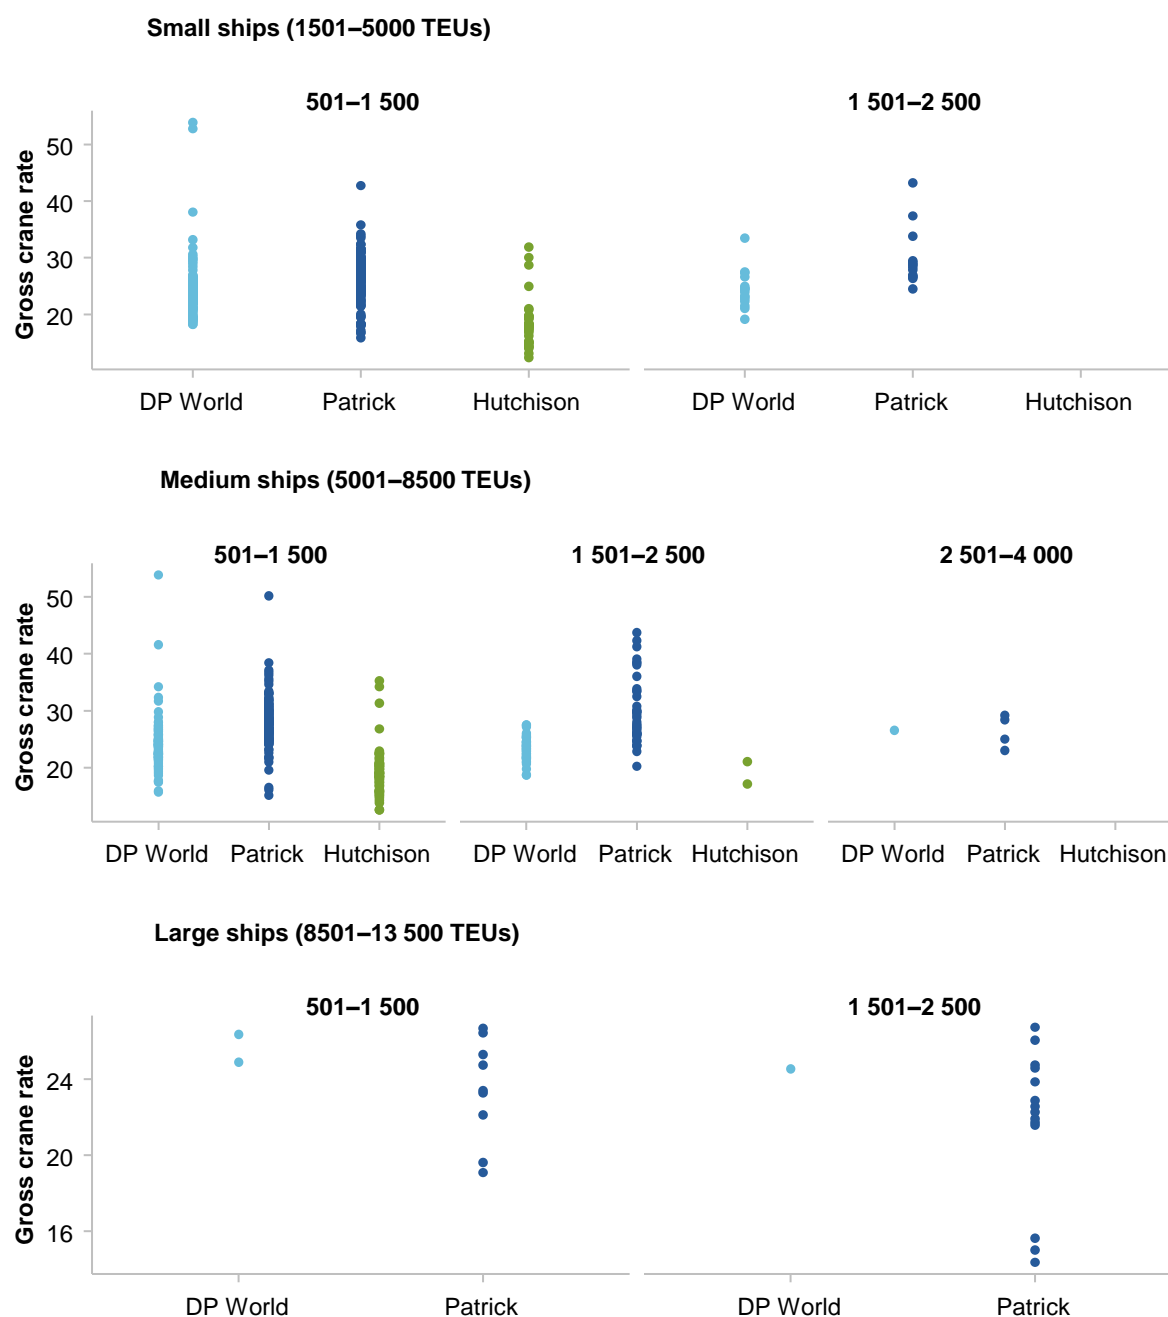 Small ships (1501–5000 TEUs)
501–1 500
1 501–2 500
Gross crane rate
50
40
30
20
DP World
Patrick
Hutchison
DP World
Patrick
Hutchison
Medium ships (5001–8500 TEUs)
501–1 500
1 501–2 500
2 501–4 000
Gross crane rate
50
40
30
20
DP World
Patrick
Hutchison
DP World
Patrick
Hutchison
DP World
Patrick
Hutchison
Large ships (8501–13 500 TEUs)
501–1 500
1 501–2 500
Gross crane rate
24
20
16
DP World
Patrick
DP World
Patrick